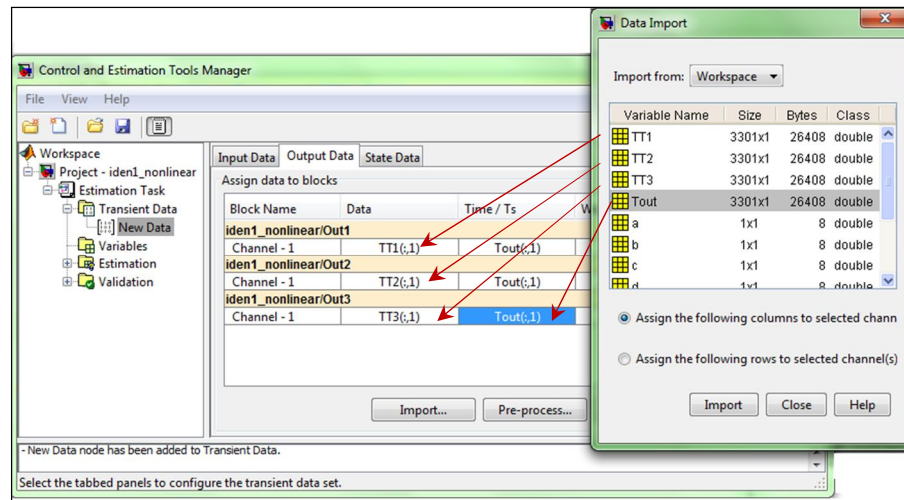 Control and Estimation Tools Manager
File View Help
Workspace
Project - iden1_nonlinear
Estimation Task
Transient Data
New Data
Variables
Estimation
Validation
Input Data Output Data State Data
Assign data to blocks
Block Name Data Time / Ts W
iden1_nonlinear/Out1
Channel - 1 TT1(:,1) Tout(:,1)
iden1_nonlinear/Out2
Channel - 1 TT2(:,1) Tout(:,1)
iden1_nonlinear/Out3
Channel - 1 TT3(:,1) Tout(:,1)
Import... Pre-process...
- New Data node has been added to Transient Data.
Select the tabbed panels to configure the transient data set.
Data Import
Import from: Workspace
Variable Name Size Bytes Class
TT1 3301x1 26408 double
TT2 3301x1 26408 double
TT3 3301x1 26408 double
Tout 3301x1 26408 double
a 1x1 8 double
b 1x1 8 double
c 1x1 8 double
d 1x1 8 double
Assign the following columns to selected chann
Assign the following rows to selected channel(s)
Import Close Help